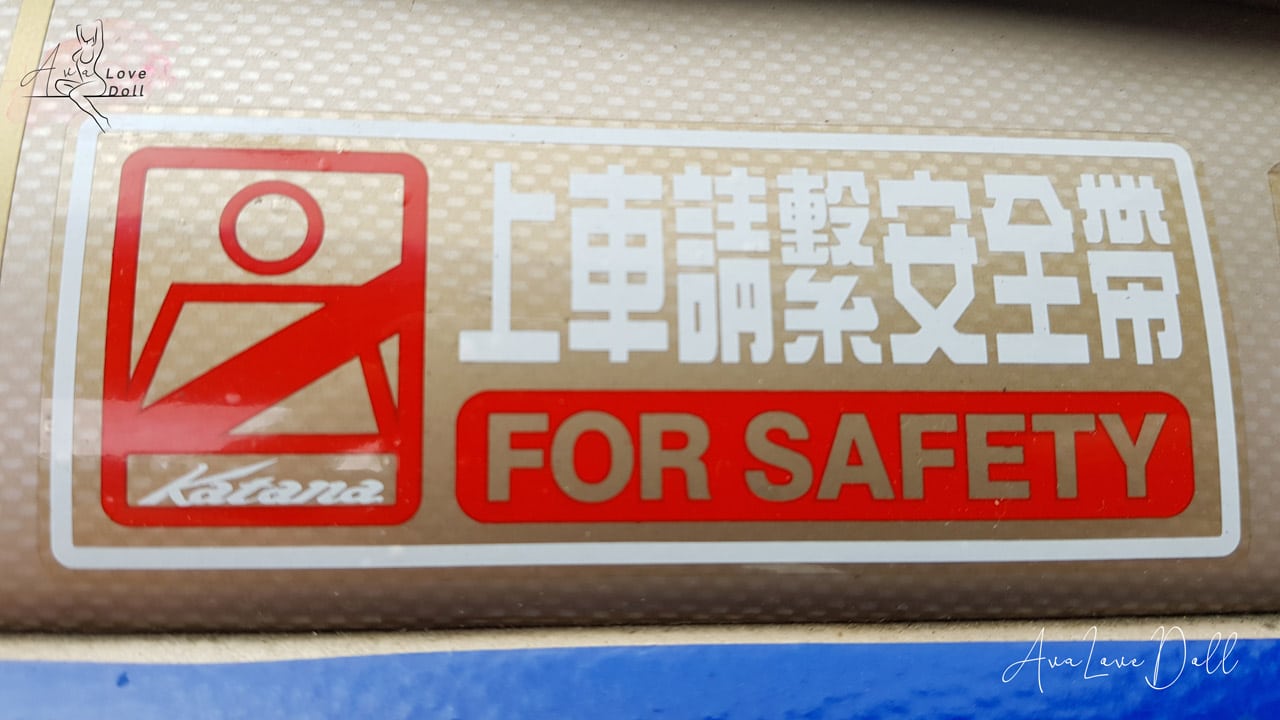 Ava Love
Doll
上車請繫安全帶
FOR SAFETY
Katana
AvaLoveDoll